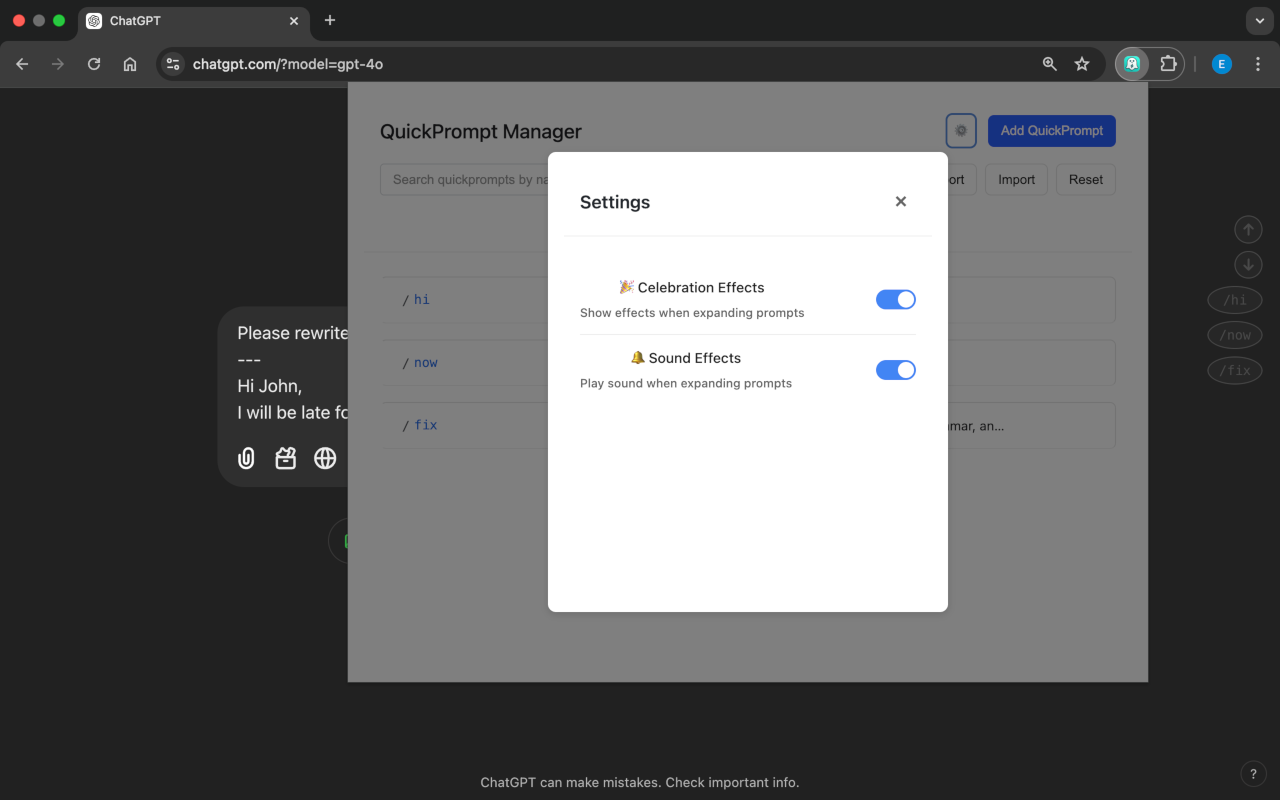 ChatGPT
chatgpt.com/?model=gpt-4o
E
QuickPrompt Manager
Add QuickPrompt
Search quickprompts by na
ort
Import
Reset
Settings
🎉 Celebration Effects
Show effects when expanding prompts
🔔 Sound Effects
Play sound when expanding prompts
/ hi
/ now
/ fix
mar, an...
Please rewrite
---
Hi John,
I will be late fo
/hi
/now
/fix
ChatGPT can make mistakes. Check important info.
?